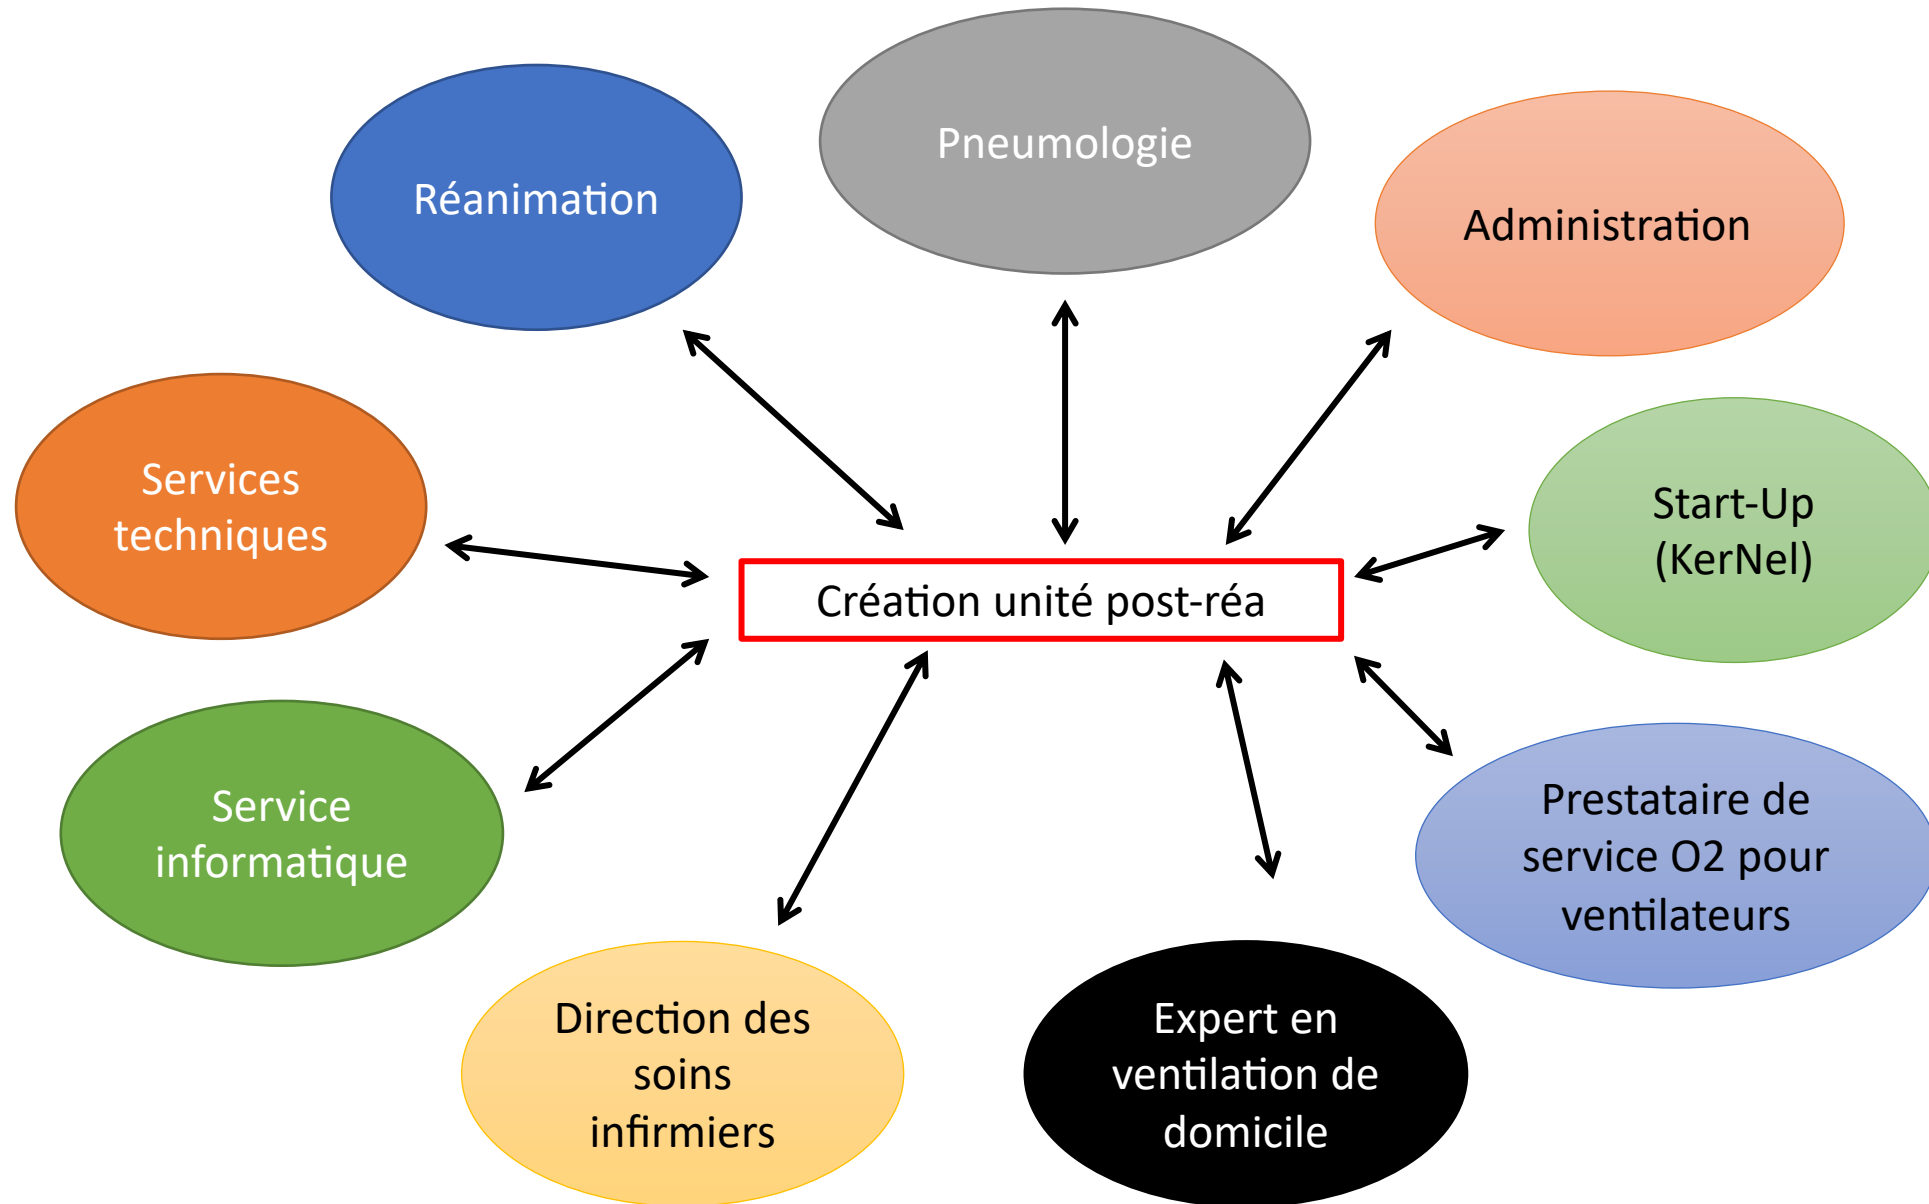 Pneumologie
Réanimation
Administration
Services
techniques
Start-Up
(KerNel)
Création unité post-réa
Service
informatique
Prestataire de
service O2 pour
ventilateurs
Direction des
soins
infirmiers
Expert en
ventilation de
domicile